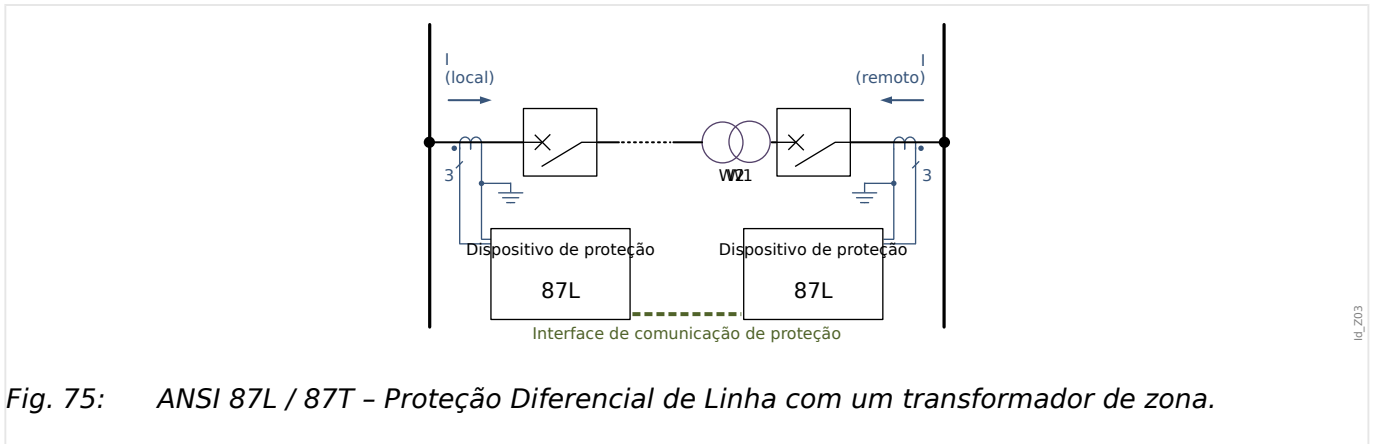 I
(local)
I
(remoto)
3
W2
W1
3
Dispositivo de proteção
87L
Dispositivo de proteção
87L
Interface de comunicação de proteção
ld_Z03
Fig. 75: ANSI 87L / 87T – Proteção Diferencial de Linha com um transformador de zona.